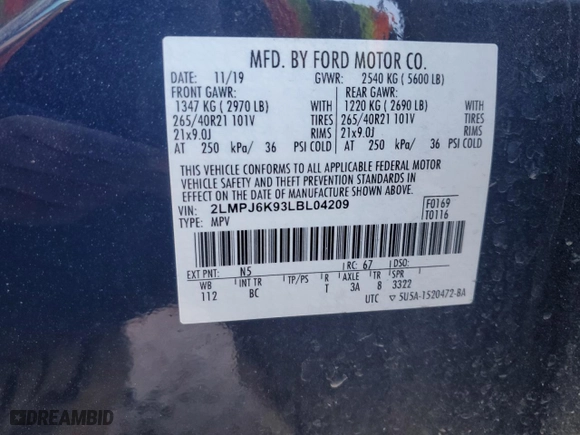 MFD. BY FORD MOTOR CO.
DATE: 11/19 GVWR: 2540 KG ( 5600 LB)
FRONT GAWR: REAR GAWR:
1347 KG ( 2970 LB) WITH 1220 KG ( 2690 LB) WITH
265/40R21 101V TIRES 265/40R21 101V TIRES
21x9.0J RIMS 21x9.0J RIMS
AT 250 kPa/ 36 PSI COLD AT 250 kPa/ 36 PSI COLD
THIS VEHICLE CONFORMS TO ALL APPLICABLE FEDERAL MOTOR
VEHICLE SAFETY AND THEFT PREVENTION STANDARDS IN
EFFECT ON THE DATE OF MANUFACTURE SHOWN ABOVE.
VIN: 2LMPJ6K93LBL04209 F0169
TYPE: MPV T0116
EXT PNT: N5 RC: 67 DSO:
WB INT TR TP/PS R AXLE TR SPR
112 BC T 3A 8 3322
UTC ▽ 5U5A-1520472-BA
DREAMBID